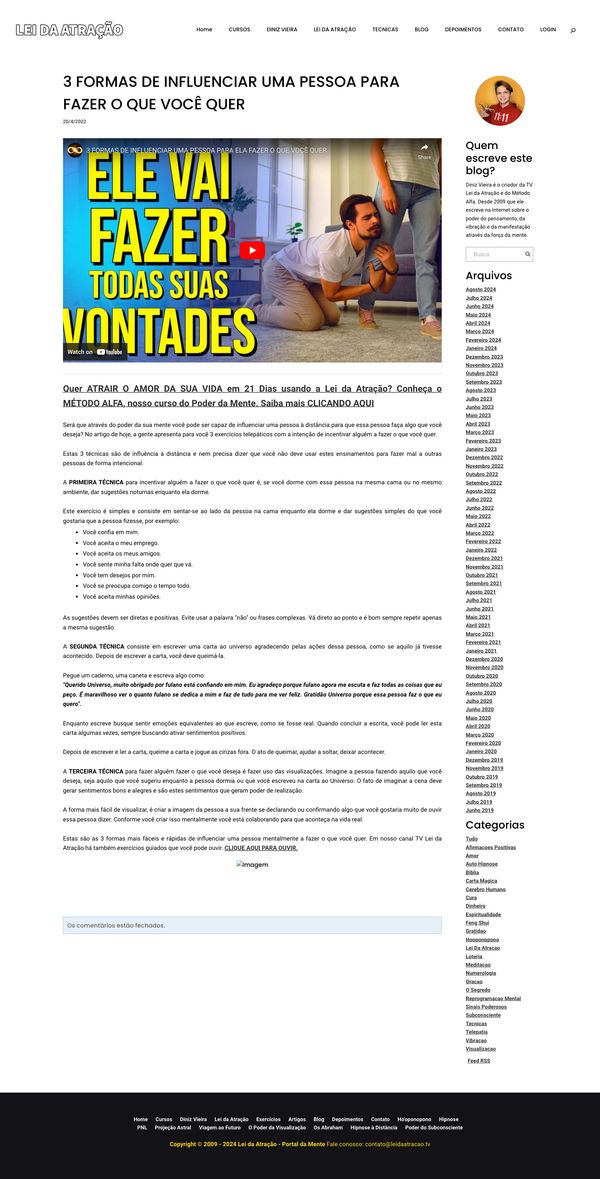 LEI DA ATRAÇÃO
Home CURSOS DINIZ VIEIRA LEI DA ATRAÇÃO TECNICAS BLOG DEPOIMENTOS CONTATO LOGIN
3 FORMAS DE INFLUENCIAR UMA PESSOA PARA
FAZER O QUE VOCÊ QUER
20/4/2022
3 FORMAS DE INFLUENCIAR UMA PESSOA PARA ELA FAZER O QUE VOCÊ QUER
Share
ELE VAI
FAZER
TODAS SUAS
VONTADES
Watch on YouTube
Quer ATRAIR O AMOR DA SUA VIDA em 21 Dias usando a Lei da Atração? Conheça o
MÉTODO ALFA, nosso curso do Poder da Mente. Saiba mais CLICANDO AQUI
Será que através do poder da sua mente você pode ser capaz de influenciar uma pessoa à distância para que essa pessoa faça algo que você
deseja? No artigo de hoje, a gente apresenta para você 3 exercícios telepáticos com a intenção de incentivar alguém a fazer o que você quer.
Estas 3 técnicas são de influência à distância e nem precisa dizer que você não deve usar estes ensinamentos para fazer mal a outras
pessoas de forma intencional.
A PRIMEIRA TÉCNICA para incentivar alguém a fazer o que você quer é, se você dorme com essa pessoa na mesma cama ou no mesmo
ambiente, dar sugestões noturnas enquanto ela dorme.
Este exercício é simples e consiste em sentar-se ao lado da pessoa na cama enquanto ela dorme e dar sugestões simples do que você
gostaria que a pessoa fizesse, por exemplo:
• Você confia em mim.
• Você aceita o meu emprego.
• Você aceita os meus amigos.
• Você sente minha falta onde quer que vá.
• Você tem desejos por mim.
• Você se preocupa comigo o tempo todo.
• Você aceita minhas opiniões.
As sugestões devem ser diretas e positivas. Evite usar a palavra "não" ou frases complexas. Vá direto ao ponto e é bom sempre repetir apenas
a mesma sugestão.
A SEGUNDA TÉCNICA consiste em escrever uma carta ao universo agradecendo pelas ações dessa pessoa, como se aquilo já tivesse
acontecido. Depois de escrever a carta, você deve queimá-la.
Pegue um caderno, uma caneta e escreva algo como:
"Querido Universo, muito obrigado por fulano está confiando em mim. Eu agradeço porque fulano agora me escuta e faz todas as coisas que eu
peço. É maravilhoso ver o quanto fulano se dedica a mim e faz de tudo para me ver feliz. Gratidão Universo porque essa pessoa faz o que eu
quero".
Enquanto escreve busque sentir emoções equivalentes ao que escreve, como se fosse real. Quando concluir a escrita, você pode ler esta
carta algumas vezes, sempre buscando ativar sentimentos positivos.
Depois de escrever e ler a carta, queime a carta e jogue as cinzas fora. O ato de queimar, ajudar a soltar, deixar acontecer.
A TERCEIRA TÉCNICA para fazer alguém fazer o que você deseja é fazer uso das visualizações. Imagine a pessoa fazendo aquilo que você
deseja, seja aquilo que você sugeriu enquanto a pessoa dormia ou que você escreveu na carta ao Universo. O fato de imaginar a cena deve
gerar sentimentos bons e alegres e são estes sentimentos que geram poder de realização.
A forma mais fácil de visualizar, é criar a imagem da pessoa a sua frente se declarando ou confirmando algo que você gostaria muito de ouvir
essa pessoa dizer. Conforme você criar isso mentalmente você está colaborando para que aconteça na vida real.
Estas são as 3 formas mais fáceis e rápidas de influenciar uma pessoa mentalmente a fazer o que você quer. Em nosso canal TV Lei da
Atração há também exercícios guiados que você pode ouvir. CLIQUE AQUI PARA OUVIR.
Imagem
Os comentários estão fechados.
11:11
Quem
escreve este
blog?
Diniz Vieira é o criador da TV
Lei da Atração e do Método
Alfa. Desde 2009 que ele
escreve na Internet sobre o
poder do pensamento, da
vibração e da manifestação
através da força da mente.
Busca
Arquivos
Agosto 2024
Julho 2024
Junho 2024
Maio 2024
Abril 2024
Março 2024
Fevereiro 2024
Janeiro 2024
Dezembro 2023
Novembro 2023
Outubro 2023
Setembro 2023
Agosto 2023
Julho 2023
Junho 2023
Maio 2023
Abril 2023
Março 2023
Fevereiro 2023
Janeiro 2023
Dezembro 2022
Novembro 2022
Outubro 2022
Setembro 2022
Agosto 2022
Julho 2022
Junho 2022
Maio 2022
Abril 2022
Março 2022
Fevereiro 2022
Janeiro 2022
Dezembro 2021
Novembro 2021
Outubro 2021
Setembro 2021
Agosto 2021
Julho 2021
Junho 2021
Maio 2021
Abril 2021
Março 2021
Fevereiro 2021
Janeiro 2021
Dezembro 2020
Novembro 2020
Outubro 2020
Setembro 2020
Agosto 2020
Julho 2020
Junho 2020
Maio 2020
Abril 2020
Março 2020
Fevereiro 2020
Janeiro 2020
Dezembro 2019
Novembro 2019
Outubro 2019
Setembro 2019
Agosto 2019
Julho 2019
Junho 2019
Categorias
Tudo
Afirmacoes Positivas
Amor
Auto Hipnose
Bíblia
Carta Magica
Cerebro Humano
Cura
Dinheiro
Espiritualidade
Feng Shui
Gratidao
Hooponopono
Lei Da Atracao
Loteria
Meditacao
Numerologia
Oracao
O Segredo
Reprogramacao Mental
Sinais Poderosos
Subconsciente
Tecnicas
Telepatia
Vibracao
Visualizacao
Feed RSS
Home Cursos Diniz Vieira Lei da Atração Exercícios Artigos Blog Depoimentos Contato Ho'oponopono Hipnose
PNL Projeção Astral Viagem ao Futuro O Poder da Visualização Os Abraham Hipnose à Distância Poder do Subconsciente
Copyright © 2009 - 2024 Lei da Atração - Portal da Mente Fale conosco: contato@leidaatracao.tv